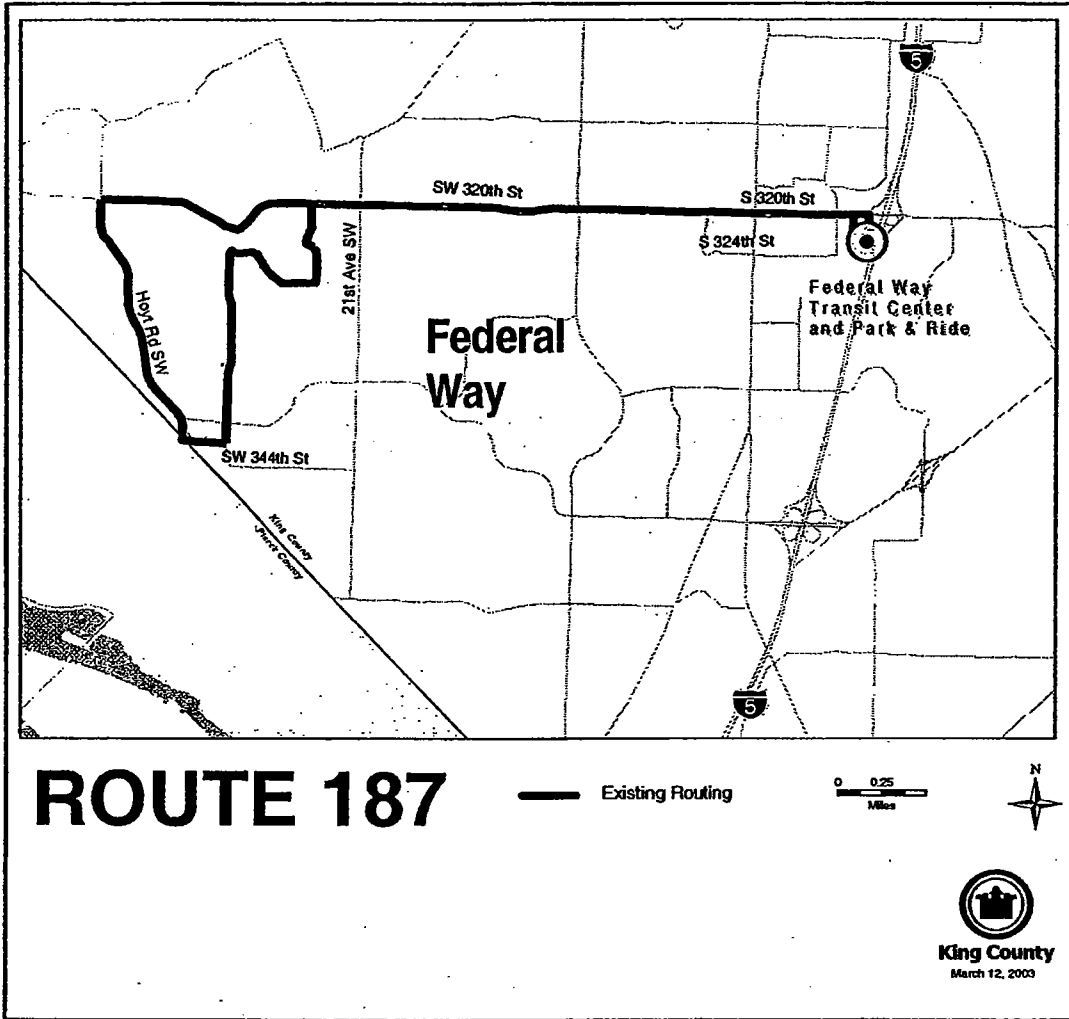 5
SW 320th St
S 320th St
S 324th St
21st Ave SW
Federal Way
Transit Center
and Park & Ride
Hoyt Rd SW
Federal
Way
SW 344th St
King County
Pierce County
5
ROUTE 187
Existing Routing
0 0.25
Miles
N
King County
March 12, 2003